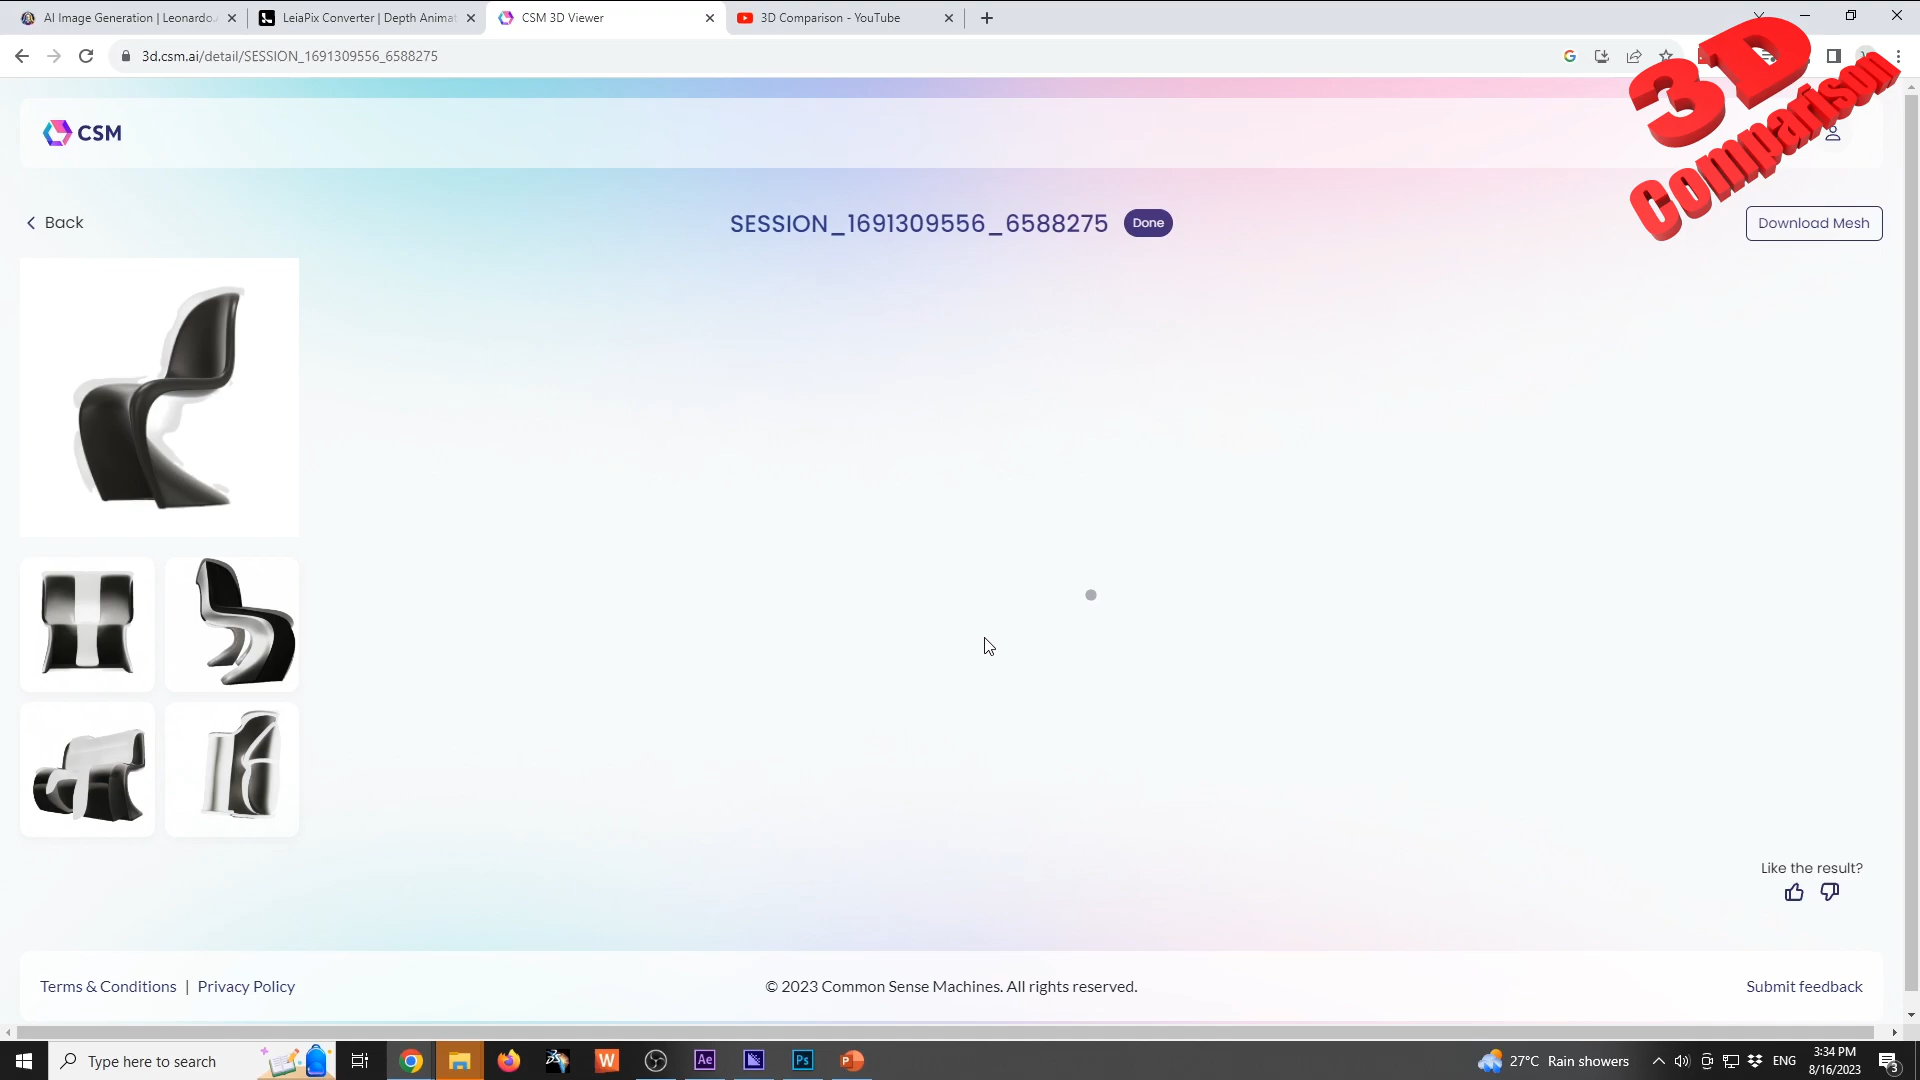 AI Image Generation | Leonardo.
LeiaPix Converter | Depth Animat
CSM 3D Viewer
3D Comparison - YouTube
3d.csm.ai/detail/SESSION_1691309556_6588275
3D
Comparison
CSM
Back
SESSION_1691309556_6588275
Done
Download Mesh
Like the result?
Terms & Conditions | Privacy Policy
© 2023 Common Sense Machines. All rights reserved.
Submit feedback
Type here to search
W
Ae
Ps
P
27°C Rain showers
ENG
3:34 PM
8/16/2023
3